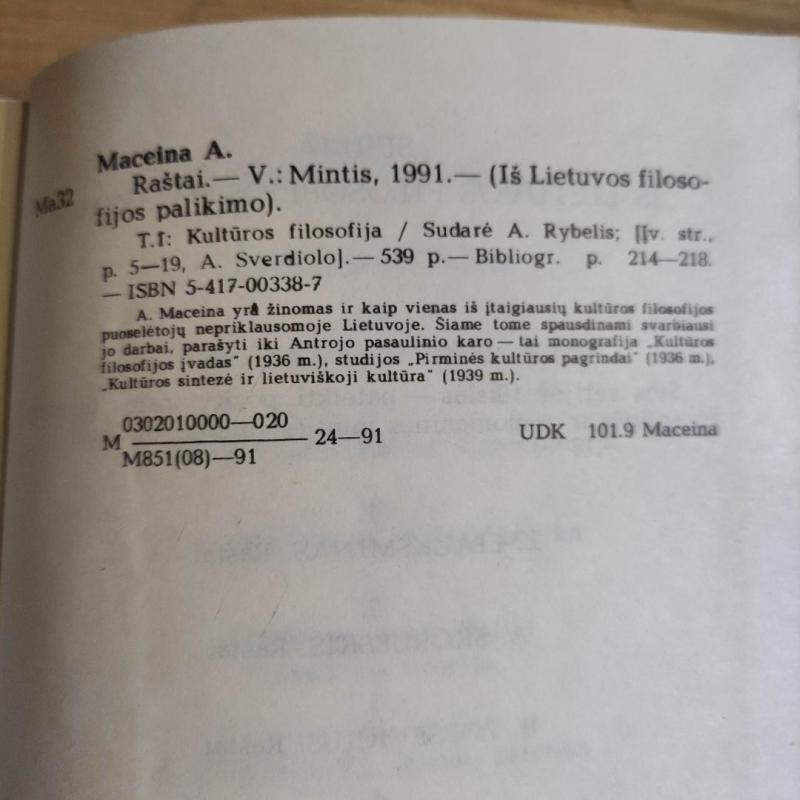 Maceina A.
Ma32
Raštai.— V.: Mintis, 1991.— (Iš Lietuvos filoso-
fijos palikimo).
T.I: Kultūros filosofija / Sudarė A. Rybelis; [Įv. str.,
p. 5—19, A. Sverdiolo].— 539 p.— Bibliogr. p. 214—218.
— ISBN 5-417-00338-7
A. Maceina yra žinomas ir kaip vienas iš įtaigiausių kultūros filosofijos
puoselėtojų nepriklausomoje Lietuvoje. Šiame tome spausdinami svarbiausi
jo darbai, parašyti iki Antrojo pasaulinio karo — tai monografija „Kultūros
filosofijos įvadas" (1936 m.), studijos „Pirminės kultūros pagrindai" (1936 m.),
„Kultūros sintezė ir lietuviškoji kultūra" (1939 m.).
0302010000—020
M 24—91
M851(08)—91
UDK 101.9 Maceina